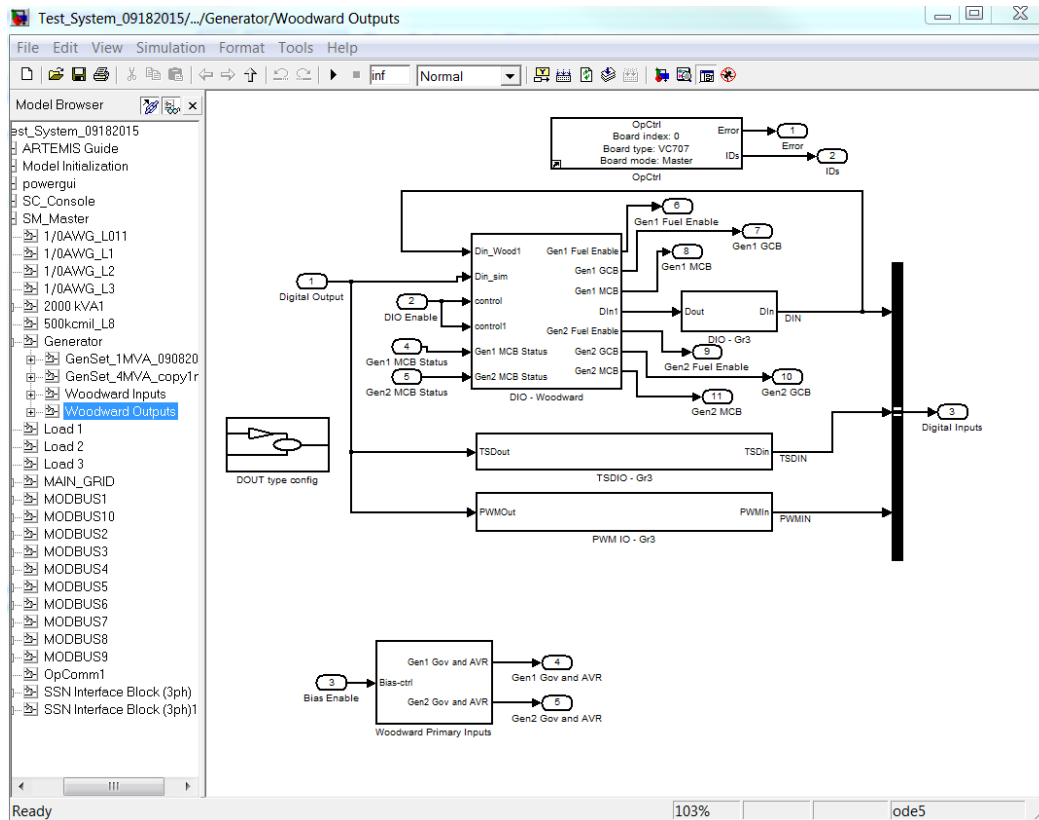 Test_System_09182015/.../Generator/Woodward Outputs
File Edit View Simulation Format Tools Help
inf Normal
Model Browser
est_System_09182015
ARTEMIS Guide
Model Initialization
powergui
SC_Console
SM_Master
1/0AWG_L011
1/0AWG_L1
1/0AWG_L2
1/0AWG_L3
2000 kVA1
500kcmil_L8
Generator
GenSet_1MVA_090820
GenSet_4MVA_copy1r
Woodward Inputs
Woodward Outputs
Load 1
Load 2
Load 3
MAIN_GRID
MODBUS1
MODBUS10
MODBUS2
MODBUS3
MODBUS4
MODBUS5
MODBUS6
MODBUS7
MODBUS8
MODBUS9
OpComm1
SSN Interface Block (3ph)
SSN Interface Block (3ph)1
OpCtrl
Board index: 0
Board type: VC707
Board mode: Master
Error
IDs
OpCtrl
1
Error
2
IDs
6
Gen1 Fuel Enable
7
Gen1 GCB
8
Gen1 MCB
1
Digital Output
2
DIO Enable
4
Gen1 MCB Status
5
Gen2 MCB Status
Din_Wood1
Din_sim
control
control1
Gen1 MCB Status
Gen2 MCB Status
Gen1 Fuel Enable
Gen1 GCB
Gen1 MCB
DIn1
Gen2 Fuel Enable
Gen2 GCB
Gen2 MCB
DIO - Woodward
Dout DIn
DIN
DIO - Gr3
9
Gen2 Fuel Enable
10
Gen2 GCB
11
Gen2 MCB
3
Digital Inputs
DOUT type config
TSDout TSDin
TSDIN
TSDIO - Gr3
PWMOut PWMIn
PWMIN
PWM IO - Gr3
3
Bias Enable
Bias-ctrl
Gen1 Gov and AVR
Gen2 Gov and AVR
Woodward Primary Inputs
4
Gen1 Gov and AVR
5
Gen2 Gov and AVR
Ready
103%
ode5